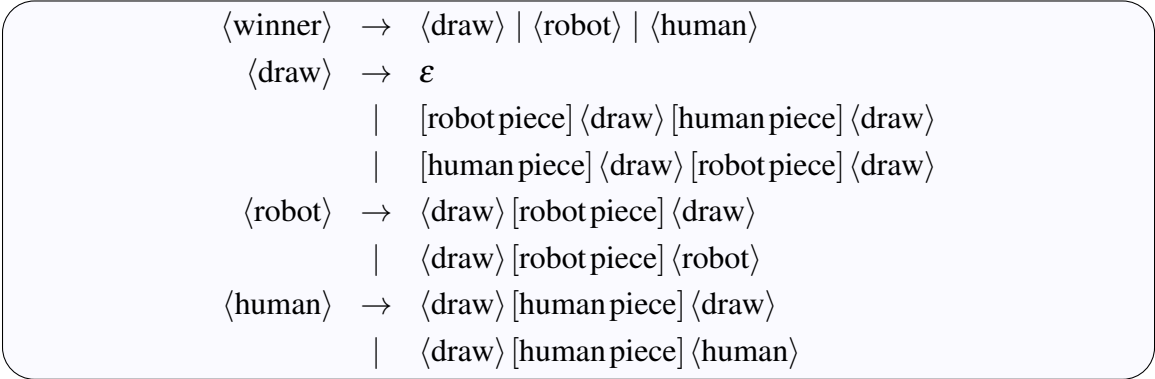 ⟨winner⟩ → ⟨draw⟩ | ⟨robot⟩ | ⟨human⟩
⟨draw⟩ → ε
| [robot piece] ⟨draw⟩ [human piece] ⟨draw⟩
| [human piece] ⟨draw⟩ [robot piece] ⟨draw⟩
⟨robot⟩ → ⟨draw⟩ [robot piece] ⟨draw⟩
| ⟨draw⟩ [robot piece] ⟨robot⟩
⟨human⟩ → ⟨draw⟩ [human piece] ⟨draw⟩
| ⟨draw⟩ [human piece] ⟨human⟩